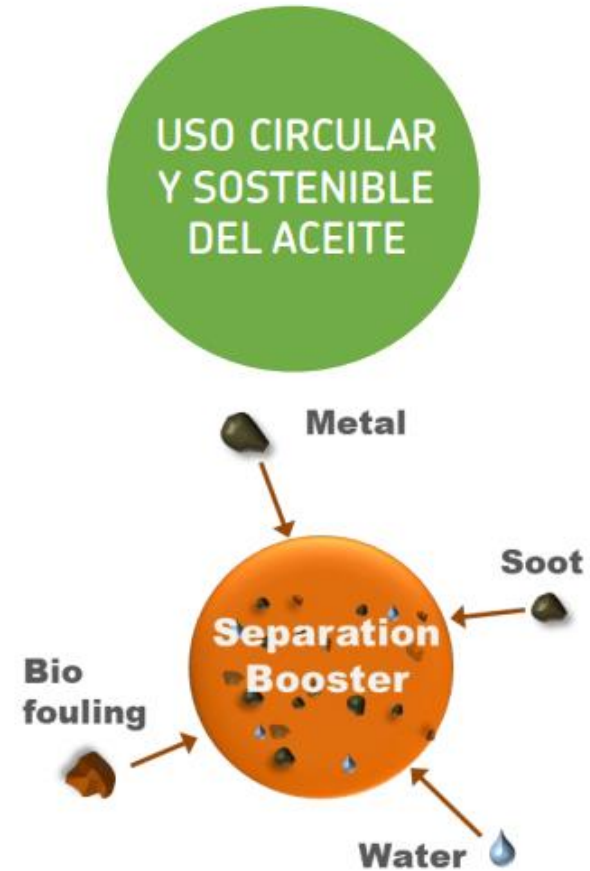 USO CIRCULAR
Y SOSTENIBLE
DEL ACEITE
Metal
Soot
Separation
Booster
Bio
fouling
Water